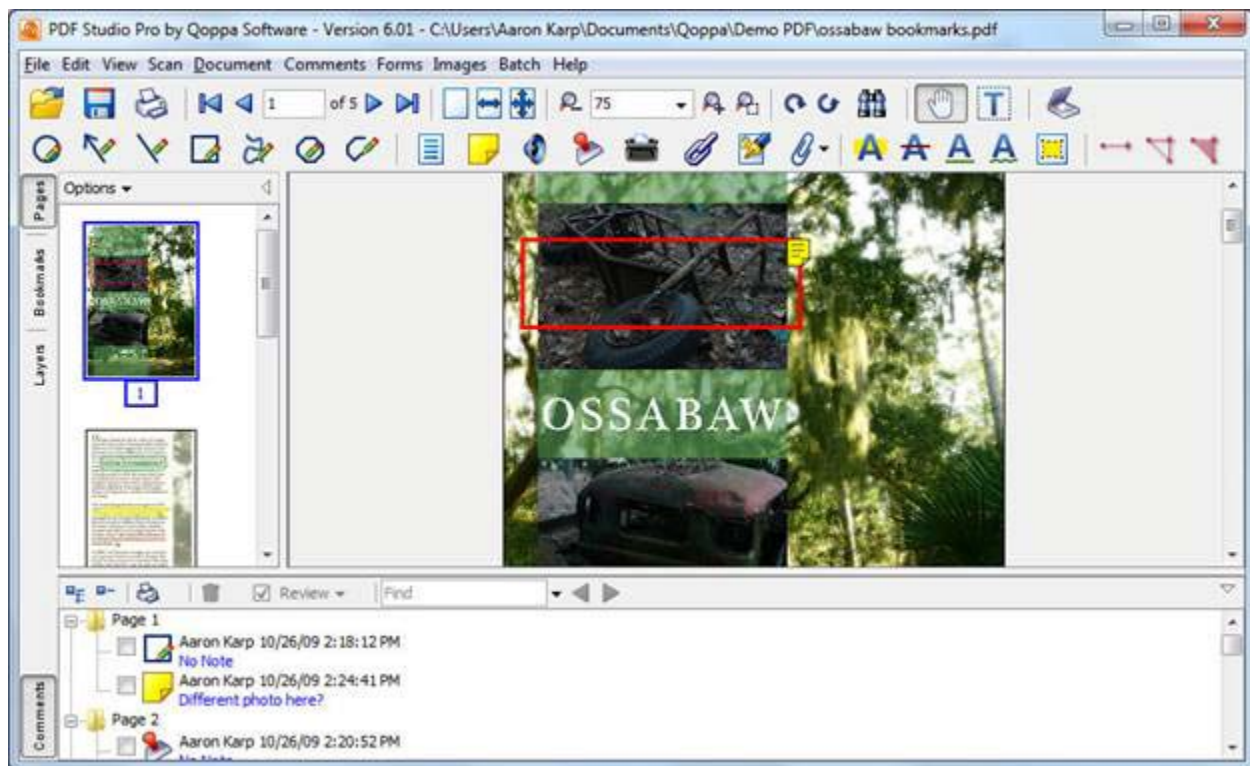 PDF Studio Pro by Qoppa Software - Version 6.01 - C:\Users\Aaron Karp\Documents\Qoppa\Demo PDF\ossabaw bookmarks.pdf
File Edit View Scan Document Comments Forms Images Batch Help
1 of 5 75
T
A A A A
Pages
Options
Bookmarks
Layers
1
OSSABAW
OSSABAW
Review Find
Page 1
Aaron Karp 10/26/09 2:18:12 PM
No Note
Aaron Karp 10/26/09 2:24:41 PM
Different photo here?
Page 2
Aaron Karp 10/26/09 2:20:52 PM
No Note
Comments